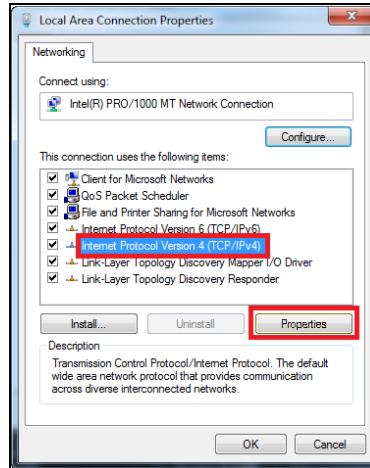 Local Area Connection Properties
Networking
Connect using:
Intel(R) PRO/1000 MT Network Connection
Configure...
This connection uses the following items:
Client for Microsoft Networks
QoS Packet Scheduler
File and Printer Sharing for Microsoft Networks
Internet Protocol Version 6 (TCP/IPv6)
Internet Protocol Version 4 (TCP/IPv4)
Link-Layer Topology Discovery Mapper I/O Driver
Link-Layer Topology Discovery Responder
Install...
Uninstall
Properties
Description
Transmission Control Protocol/Internet Protocol. The default
wide area network protocol that provides communication
across diverse interconnected networks.
OK
Cancel